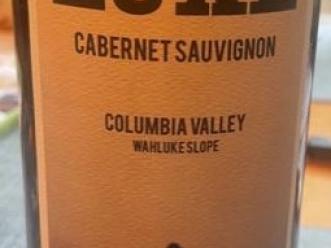 CABERNET SAUVIGNON
COLUMBIA VALLEY
WAHLUKE SLOPE